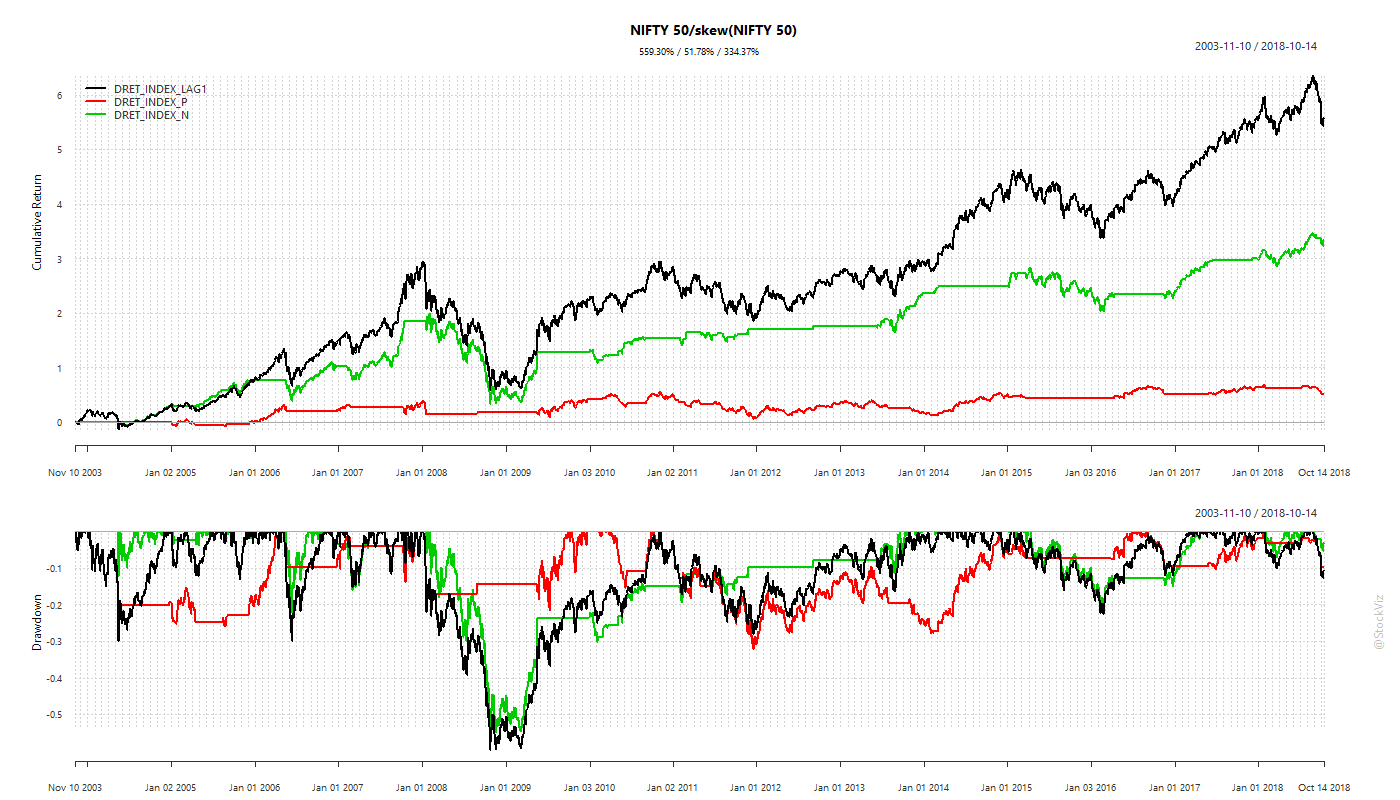 NIFTY 50/skew(NIFTY 50)
559.30% / 51.78% / 334.37%
2003-11-10 / 2018-10-14
DRET_INDEX_LAG1
DRET_INDEX_P
DRET_INDEX_N
Cumulative Return
6
5
4
3
2
1
0
Nov 10 2003 Jan 02 2005 Jan 01 2006 Jan 01 2007 Jan 01 2008 Jan 01 2009 Jan 03 2010 Jan 02 2011 Jan 01 2012 Jan 01 2013 Jan 01 2014 Jan 01 2015 Jan 03 2016 Jan 01 2017 Jan 01 2018 Oct 14 2018
2003-11-10 / 2018-10-14
Drawdown
-0.1
-0.2
-0.3
-0.4
-0.5
Nov 10 2003 Jan 02 2005 Jan 01 2006 Jan 01 2007 Jan 01 2008 Jan 01 2009 Jan 03 2010 Jan 02 2011 Jan 01 2012 Jan 01 2013 Jan 01 2014 Jan 01 2015 Jan 03 2016 Jan 01 2017 Jan 01 2018 Oct 14 2018
@StockViz